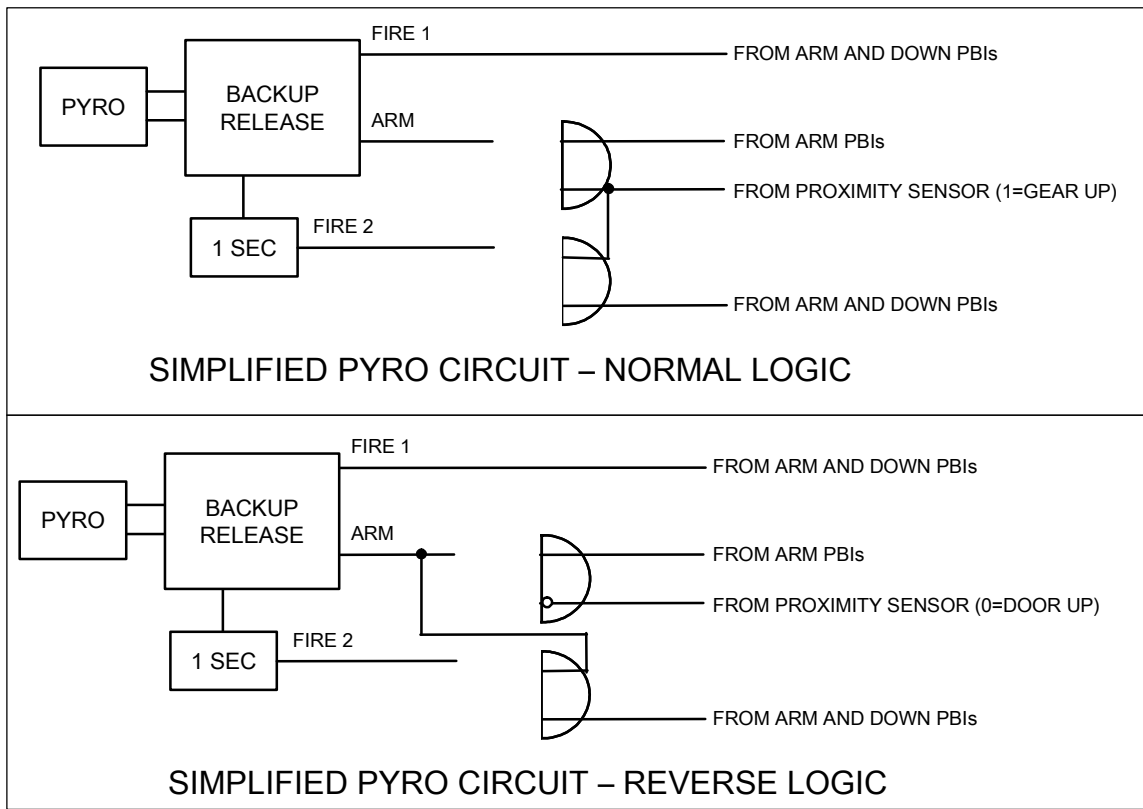 FIRE 1
FROM ARM AND DOWN PBIs
PYRO
BACKUP
RELEASE
ARM
FROM ARM PBIs
FROM PROXIMITY SENSOR (1=GEAR UP)
1 SEC
FIRE 2
FROM ARM AND DOWN PBIs
SIMPLIFIED PYRO CIRCUIT – NORMAL LOGIC
FIRE 1
FROM ARM AND DOWN PBIs
PYRO
BACKUP
RELEASE
ARM
FROM ARM PBIs
FROM PROXIMITY SENSOR (0=DOOR UP)
1 SEC
FIRE 2
FROM ARM AND DOWN PBIs
SIMPLIFIED PYRO CIRCUIT – REVERSE LOGIC